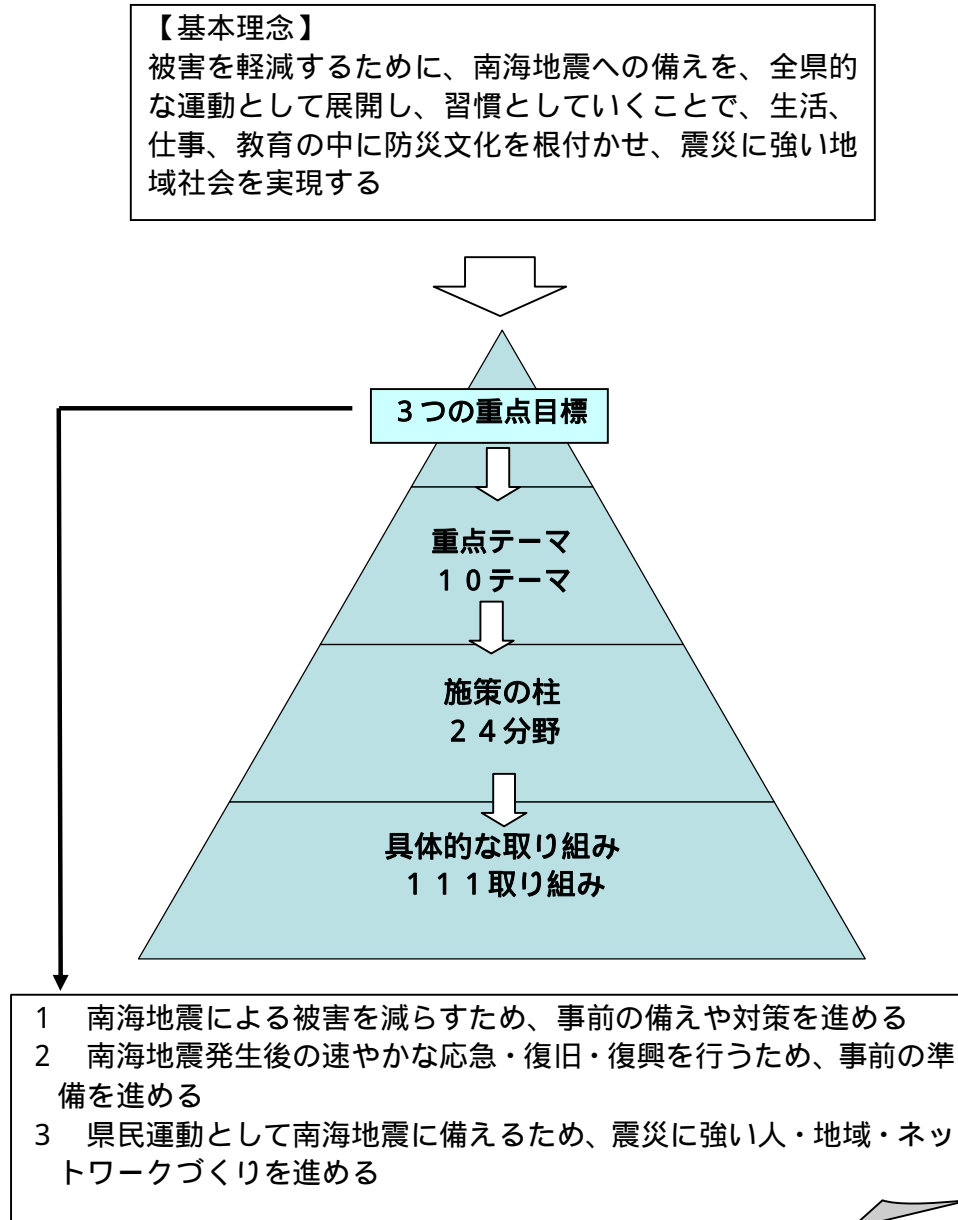 【基本理念】
被害を軽減するために、南海地震への備えを、全県的
な運動として展開し、習慣としていくことで、生活、
仕事、教育の中に防災文化を根付かせ、震災に強い地
域社会を実現する
３つの重点目標
重点テーマ
１０テーマ
施策の柱
２４分野
具体的な取り組み
１１１取り組み
1　南海地震による被害を減らすため、事前の備えや対策を進める
2　南海地震発生後の速やかな応急・復旧・復興を行うため、事前の準
備を進める
3　県民運動として南海地震に備えるため、震災に強い人・地域・ネッ
トワークづくりを進める